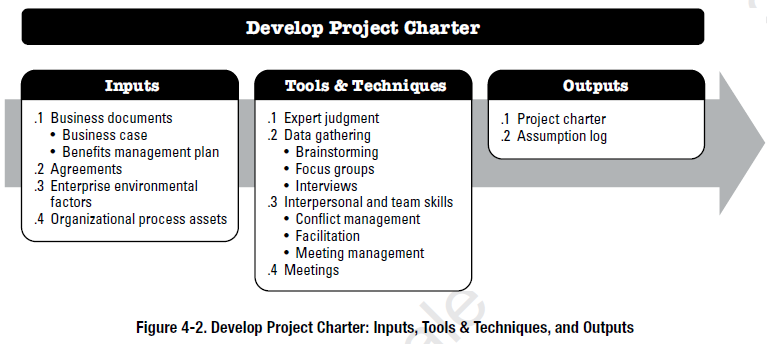 Develop Project Charter
Inputs
.1 Business documents
• Business case
• Benefits management plan
.2 Agreements
.3 Enterprise environmental
factors
.4 Organizational process assets
Tools & Techniques
.1 Expert judgment
.2 Data gathering
• Brainstorming
• Focus groups
• Interviews
.3 Interpersonal and team skills
• Conflict management
• Facilitation
• Meeting management
.4 Meetings
Outputs
.1 Project charter
.2 Assumption log
Figure 4-2. Develop Project Charter: Inputs, Tools & Techniques, and Outputs